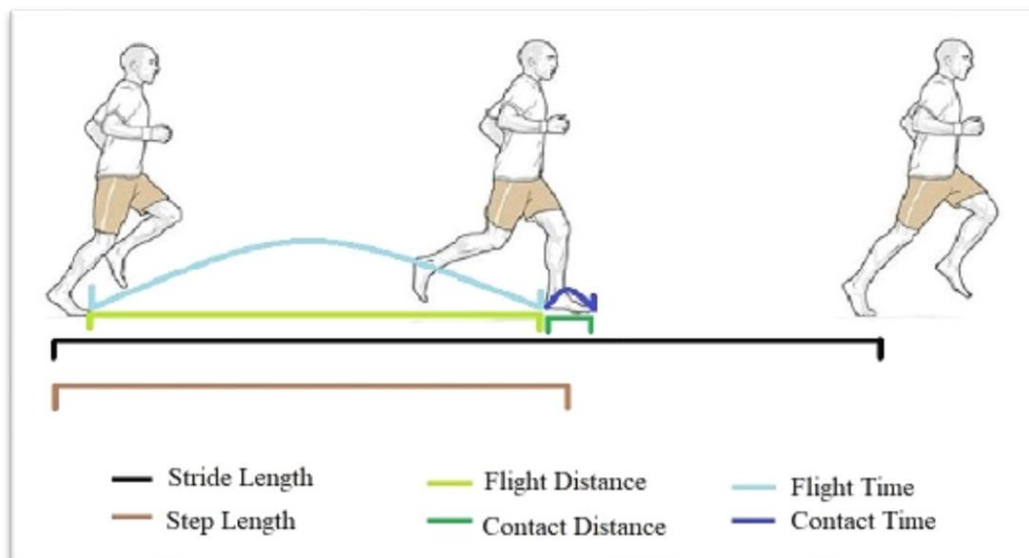 Stride Length
Flight Distance
Flight Time
Step Length
Contact Distance
Contact Time